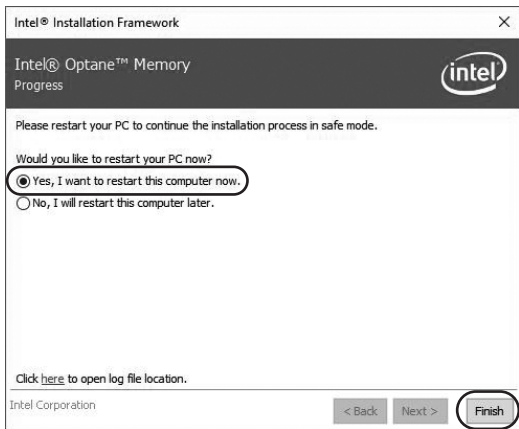 Intel® Installation Framework
Intel® Optane™ Memory
Progress
intel
Please restart your PC to continue the installation process in safe mode.
Would you like to restart your PC now?
Yes, I want to restart this computer now.
No, I will restart this computer later.
Click here to open log file location.
Intel Corporation
< Back Next > Finish